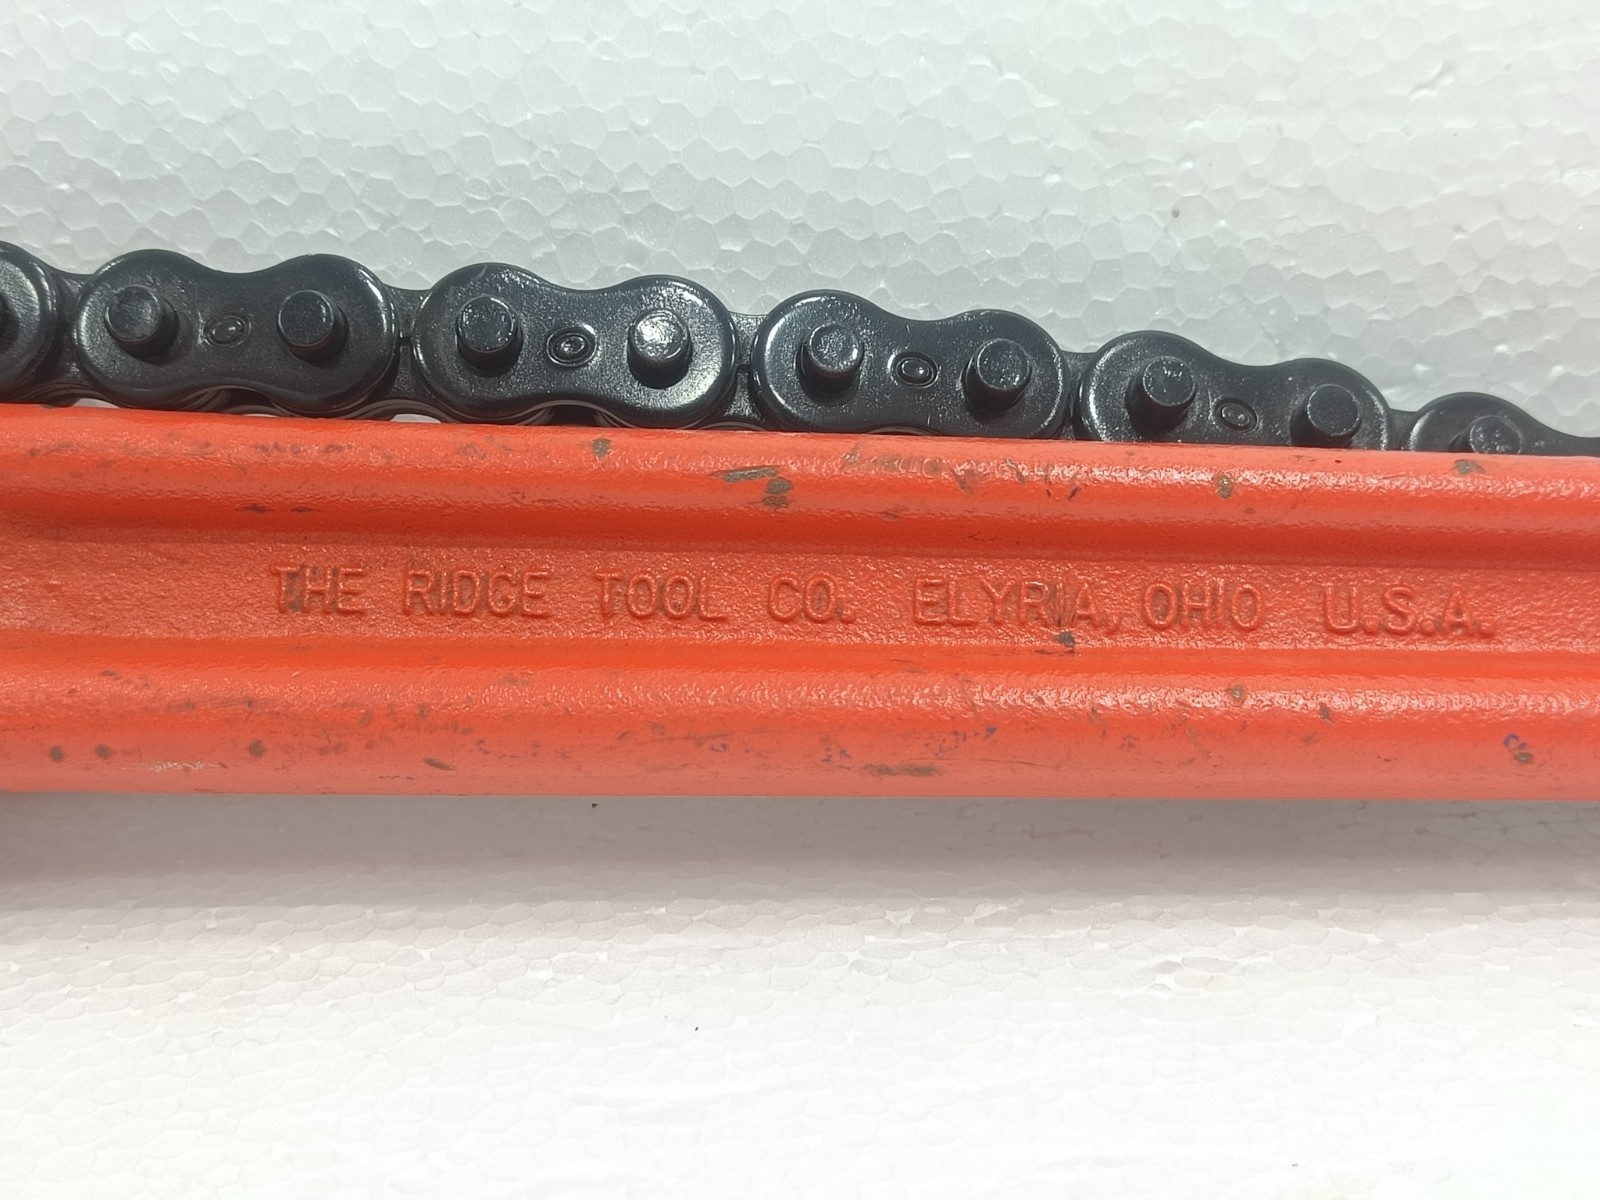 THE RIDGE TOOL CO. ELYRIA, OHIO U.S.A.